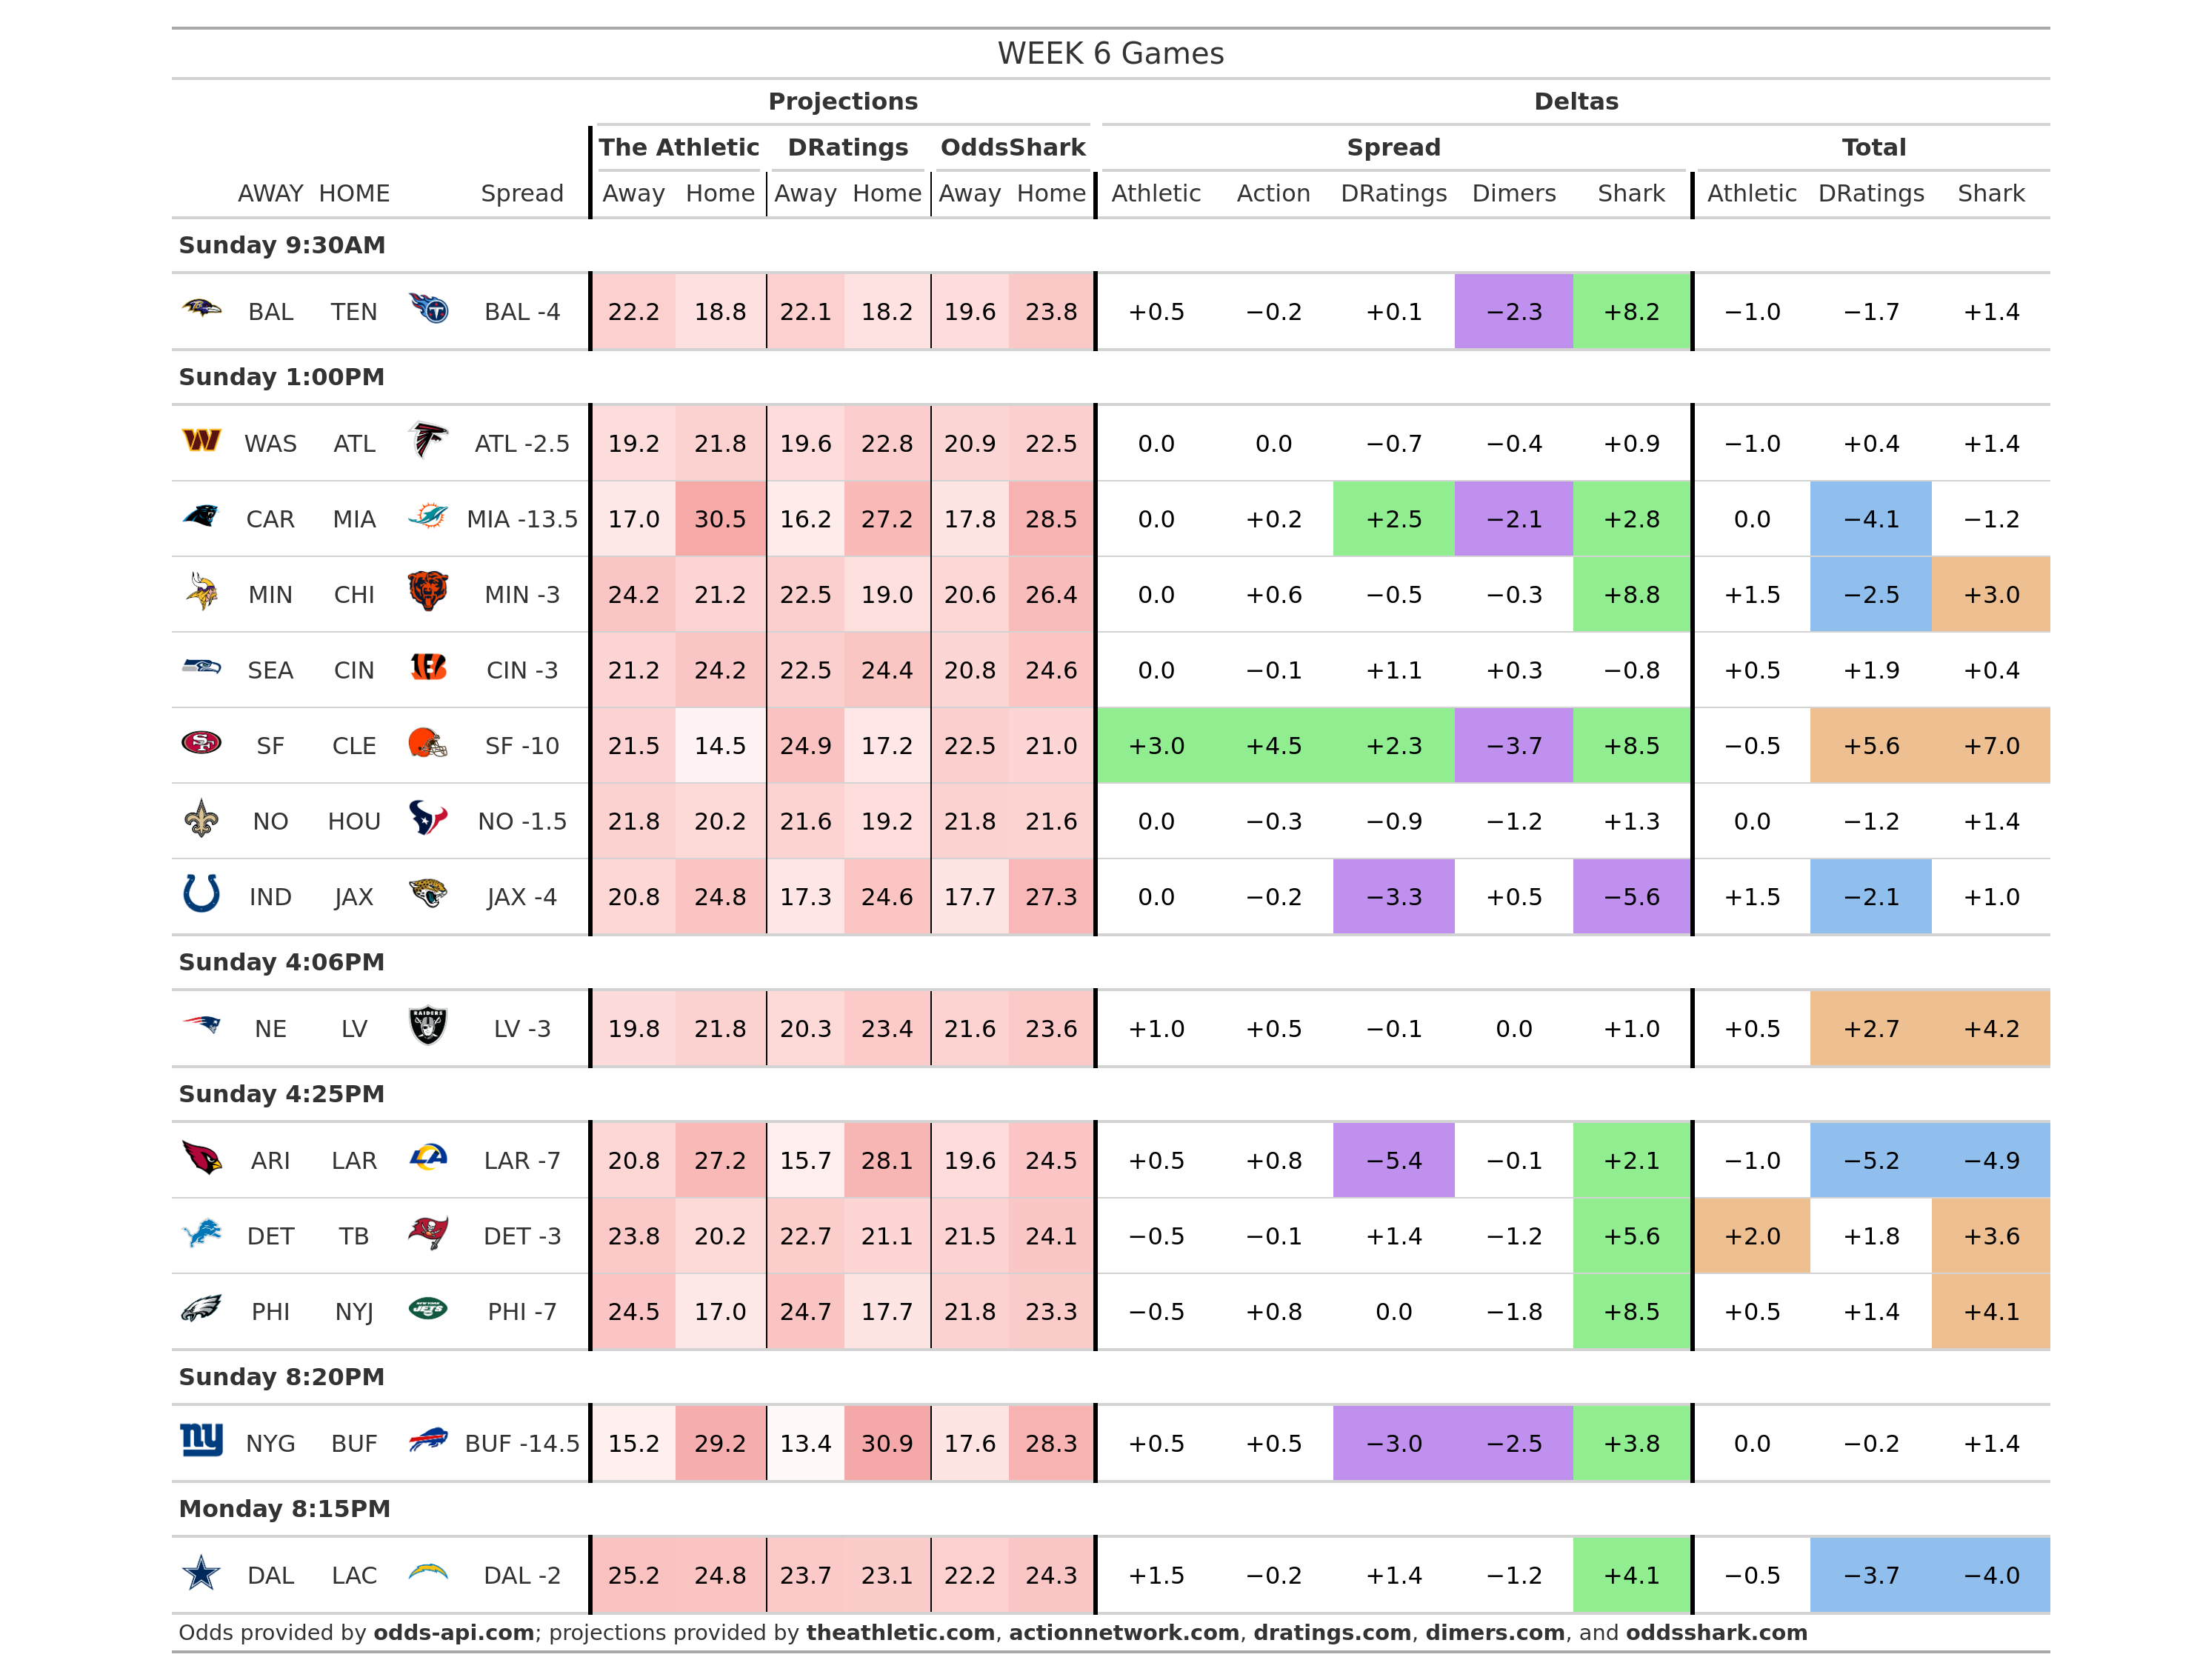 WEEK 6 Games
Projections Deltas
The Athletic DRatings OddsShark Spread Total
AWAY HOME Spread Away Home Away Home Away Home Athletic Action DRatings Dimers Shark Athletic DRatings Shark
Sunday 9:30AM
BAL TEN BAL -4 22.2 18.8 22.1 18.2 19.6 23.8 +0.5 −0.2 +0.1 −2.3 +8.2 −1.0 −1.7 +1.4
Sunday 1:00PM
WAS ATL ATL -2.5 19.2 21.8 19.6 22.8 20.9 22.5 0.0 0.0 −0.7 −0.4 +0.9 −1.0 +0.4 +1.4
CAR MIA MIA -13.5 17.0 30.5 16.2 27.2 17.8 28.5 0.0 +0.2 +2.5 −2.1 +2.8 0.0 −4.1 −1.2
MIN CHI MIN -3 24.2 21.2 22.5 19.0 20.6 26.4 0.0 +0.6 −0.5 −0.3 +8.8 +1.5 −2.5 +3.0
SEA CIN CIN -3 21.2 24.2 22.5 24.4 20.8 24.6 0.0 −0.1 +1.1 +0.3 −0.8 +0.5 +1.9 +0.4
SF CLE SF -10 21.5 14.5 24.9 17.2 22.5 21.0 +3.0 +4.5 +2.3 −3.7 +8.5 −0.5 +5.6 +7.0
NO HOU NO -1.5 21.8 20.2 21.6 19.2 21.8 21.6 0.0 −0.3 −0.9 −1.2 +1.3 0.0 −1.2 +1.4
IND JAX JAX -4 20.8 24.8 17.3 24.6 17.7 27.3 0.0 −0.2 −3.3 +0.5 −5.6 +1.5 −2.1 +1.0
Sunday 4:06PM
NE LV RAIDERS LV -3 19.8 21.8 20.3 23.4 21.6 23.6 +1.0 +0.5 −0.1 0.0 +1.0 +0.5 +2.7 +4.2
Sunday 4:25PM
ARI LAR LAR -7 20.8 27.2 15.7 28.1 19.6 24.5 +0.5 +0.8 −5.4 −0.1 +2.1 −1.0 −5.2 −4.9
DET TB DET -3 23.8 20.2 22.7 21.1 21.5 24.1 −0.5 −0.1 +1.4 −1.2 +5.6 +2.0 +1.8 +3.6
PHI NYJ JETS PHI -7 24.5 17.0 24.7 17.7 21.8 23.3 −0.5 +0.8 0.0 −1.8 +8.5 +0.5 +1.4 +4.1
Sunday 8:20PM
ny NYG BUF BUF -14.5 15.2 29.2 13.4 30.9 17.6 28.3 +0.5 +0.5 −3.0 −2.5 +3.8 0.0 −0.2 +1.4
Monday 8:15PM
DAL LAC DAL -2 25.2 24.8 23.7 23.1 22.2 24.3 +1.5 −0.2 +1.4 −1.2 +4.1 −0.5 −3.7 −4.0
Odds provided by odds-api.com; projections provided by theathletic.com, actionnetwork.com, dratings.com, dimers.com, and oddsshark.com